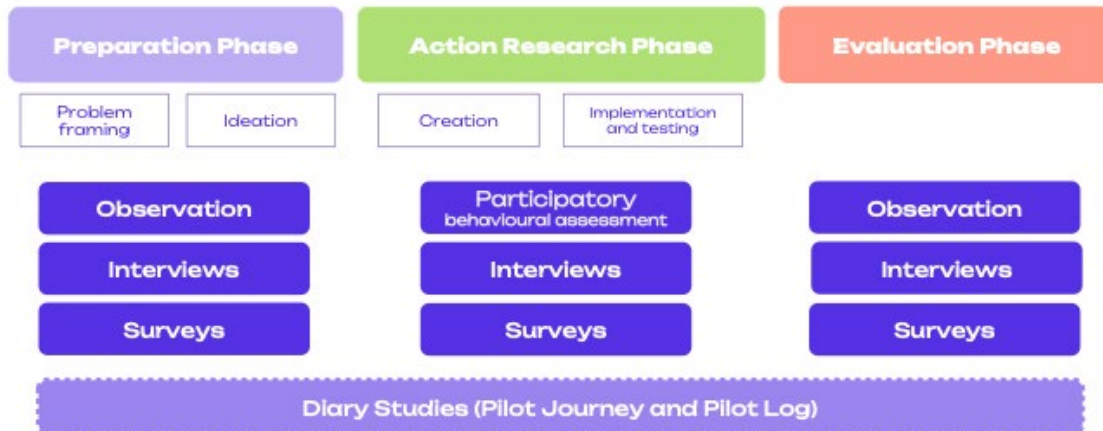 Preparation Phase
Action Research Phase
Evaluation Phase
Problem
framing
Ideation
Creation
Implementation
and testing
Observation
Participatory
behavioural assessment
Observation
Interviews
Interviews
Interviews
Surveys
Surveys
Surveys
Diary Studies (Pilot Journey and Pilot Log)